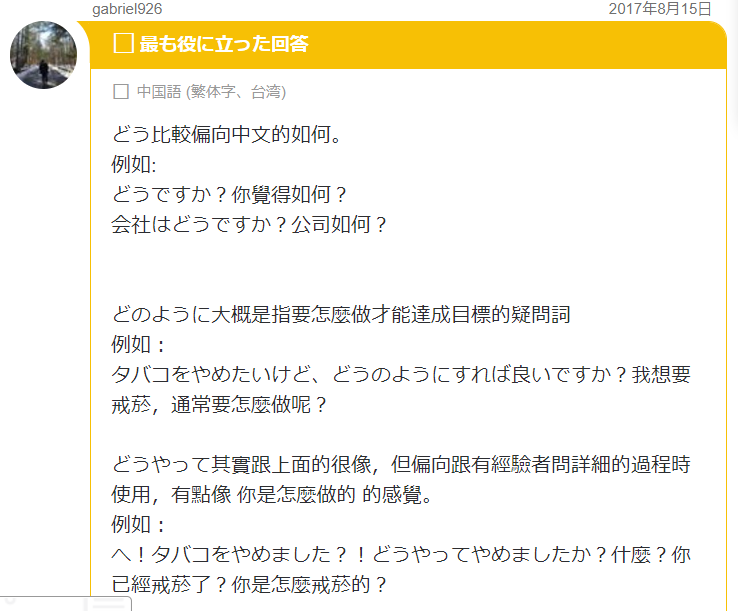 gabriel926
2017年8月15日
最も役に立った回答
中国語 (繁体字、台湾)
どう比較偏向中文的如何。
例如:
どうですか？你覺得如何？
会社はどうですか？公司如何？
どのように大概是指要怎麼做才能達成目標的疑問詞
例如：
タバコをやめたいけど、どうのようにすれば良いですか？我想要
戒菸，通常要怎麼做呢？
どうやって其實跟上面的很像，但偏向跟有經驗者問詳細的過程時
使用，有點像 你是怎麼做的 的感覺。
例如：
へ！タバコをやめました？！どうやってやめましたか？什麼？你
已經戒菸了？你是怎麼戒菸的？